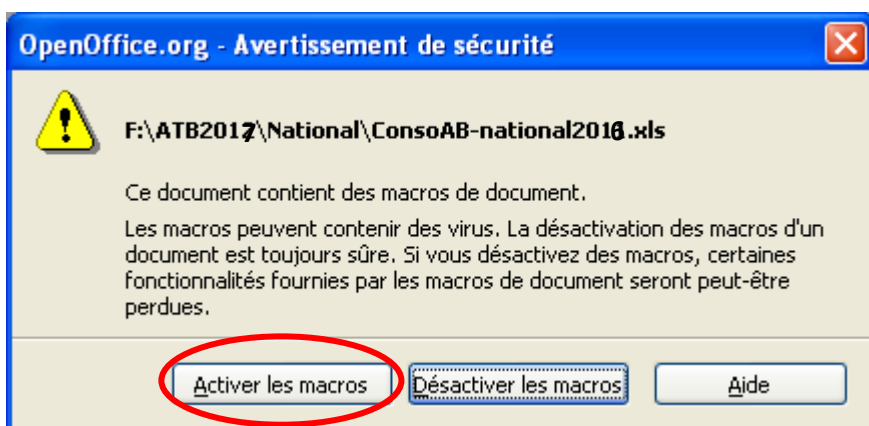 OpenOffice.org - Avertissement de sécurité
F:\ATB2017\National\ConsoAB-national2016.xls
Ce document contient des macros de document.
Les macros peuvent contenir des virus. La désactivation des macros d'un
document est toujours sûre. Si vous désactivez des macros, certaines
fonctionnalités fournies par les macros de document seront peut-être
perdues.
Activer les macros Désactiver les macros Aide